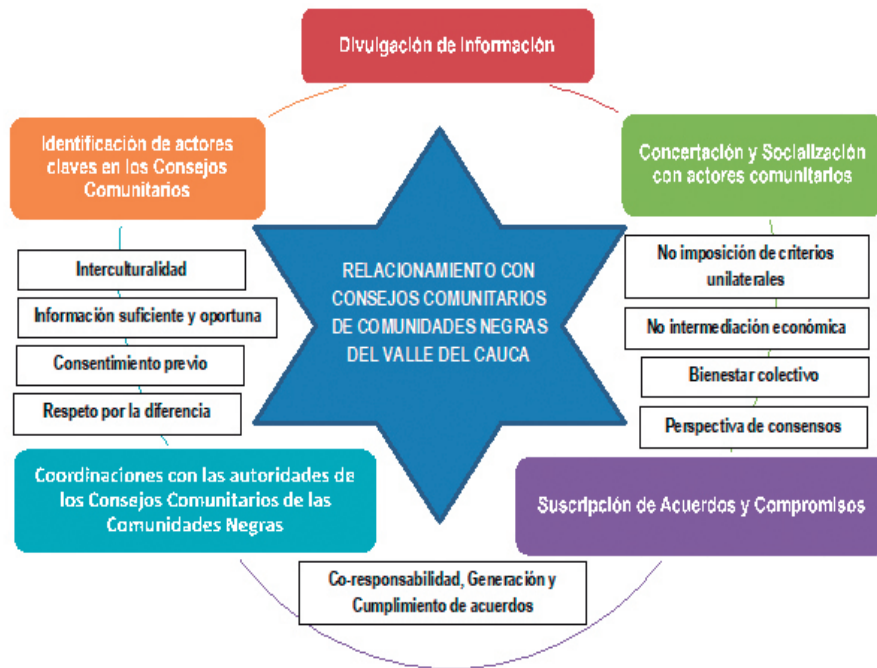 Divulgación de Información
Identificación de actores
claves en los Consejos
Comunitarios
Concertación y Socialización
con actores comunitarios
Interculturalidad
Información suficiente y oportuna
Consentimiento previo
Respeto por la diferencia
RELACIONAMIENTO CON
CONSEJOS COMUNITARIOS
DE COMUNIDADES NEGRAS
DEL VALLE DEL CAUCA
No imposición de criterios
unilaterales
No intermediación económica
Bienestar colectivo
Perspectiva de consensos
Coordinaciones con las autoridades de
los Consejos Comunitarios de las
Comunidades Negras
Suscripción de Acuerdos y Compromisos
Co-responsabilidad, Generación y
Cumplimiento de acuerdos